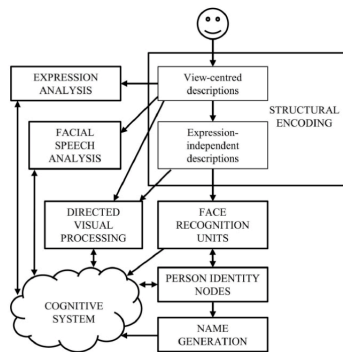 EXPRESSION
ANALYSIS
View-centred
descriptions
STRUCTURAL
ENCODING
FACIAL
SPEECH
ANALYSIS
Expression-
independent
descriptions
DIRECTED
VISUAL
PROCESSING
FACE
RECOGNITION
UNITS
COGNITIVE
SYSTEM
PERSON IDENTITY
NODES
NAME
GENERATION